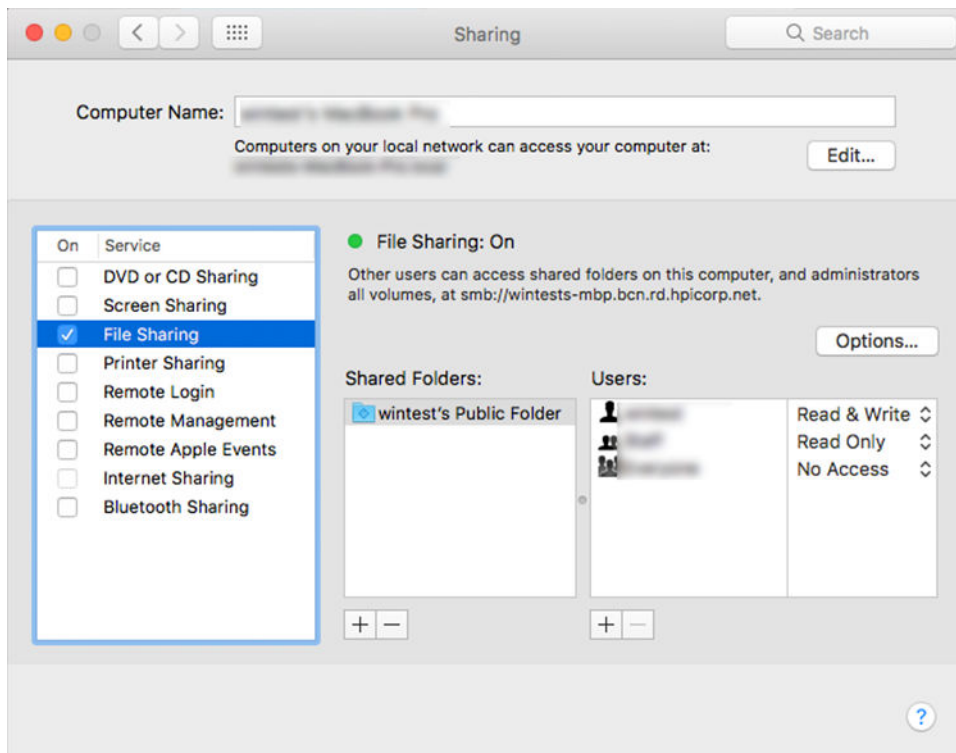 Sharing
Search
Computer Name:
Computers on your local network can access your computer at:
Edit...
On Service
DVD or CD Sharing
Screen Sharing
File Sharing
Printer Sharing
Remote Login
Remote Management
Remote Apple Events
Internet Sharing
Bluetooth Sharing
File Sharing: On
Other users can access shared folders on this computer, and administrators
all volumes, at smb://wintests-mbp.bcn.rd.hpicorp.net.
Options...
Shared Folders:
wintest's Public Folder
Users:
Read & Write
Read Only
No Access
?